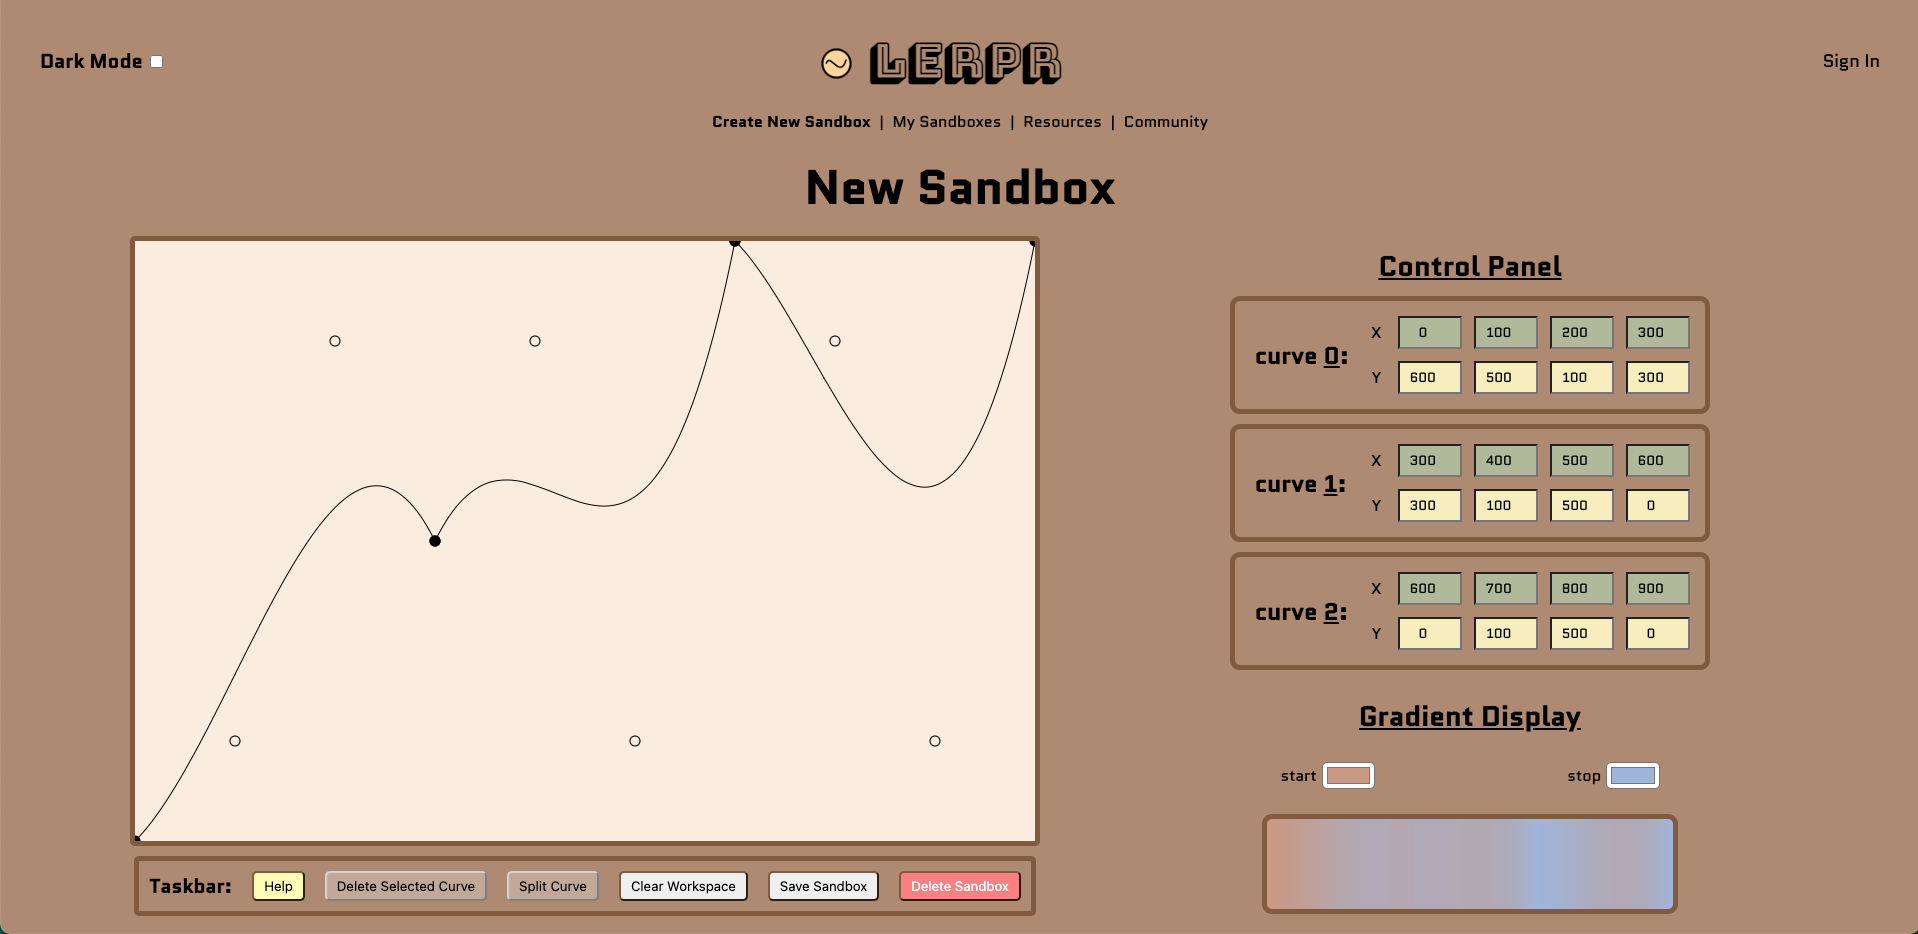 Dark Mode
LERPR
Sign In
Create New Sandbox | My Sandboxes | Resources | Community
New Sandbox
Control Panel
curve 0:
X 0 100 200 300
Y 600 500 100 300
curve 1:
X 300 400 500 600
Y 300 100 500 0
curve 2:
X 600 700 800 900
Y 0 100 500 0
Gradient Display
start stop
Taskbar: Help Delete Selected Curve Split Curve Clear Workspace Save Sandbox Delete Sandbox